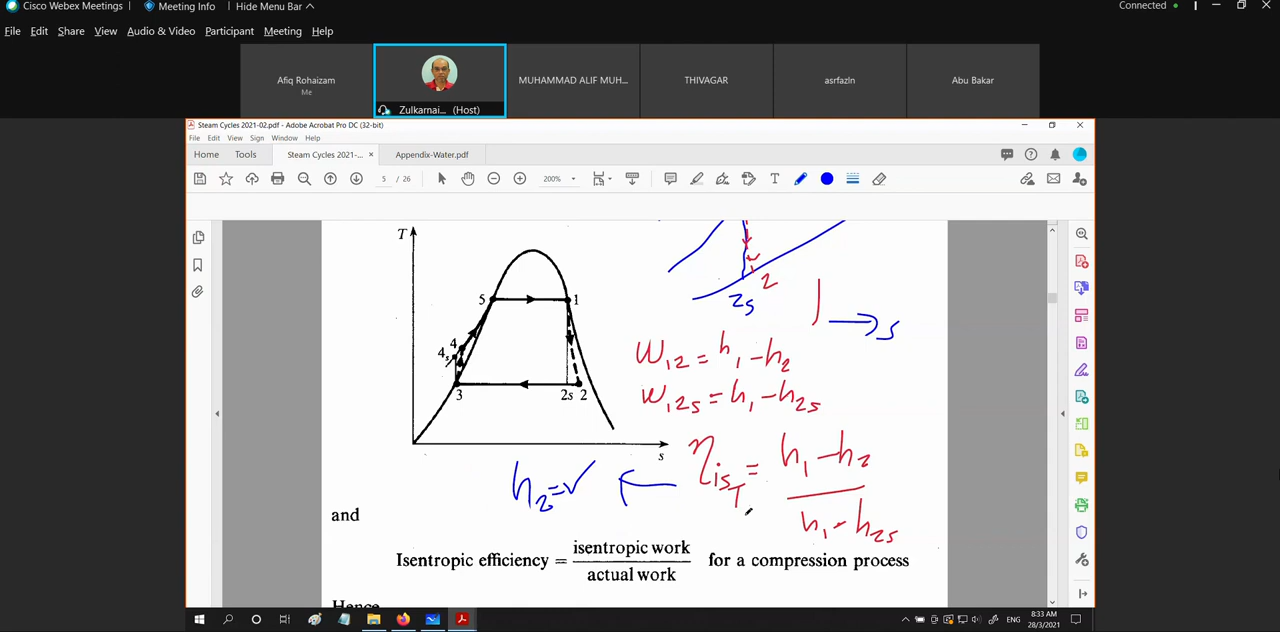 Cisco Webex Meetings Meeting Info Hide Menu Bar Connected
File Edit Share View Audio & Video Participant Meeting Help
Afiq Rohaizam
Me
Zulkarnai... (Host)
MUHAMMAD ALIF MUH...
THIVAGAR
asrfazln
Abu Bakar
Steam Cycles 2021-02.pdf - Adobe Acrobat Pro DC (32-bit)
File Edit View Sign Window Help
Home Tools Steam Cycles 2021-... × Appendix-Water.pdf
5 / 26 200%
T
5 1
4
4s
3 2s 2
s
2
2s
s
W12 = h1 - h2
W12s = h1 - h2s
ηisT = h1 - h2
h1 - h2s
h2 = ✓ ←
and
Isentropic efficiency = isentropic work
actual work
for a compression process
Hence
ENG
8:33 AM
28/3/2021